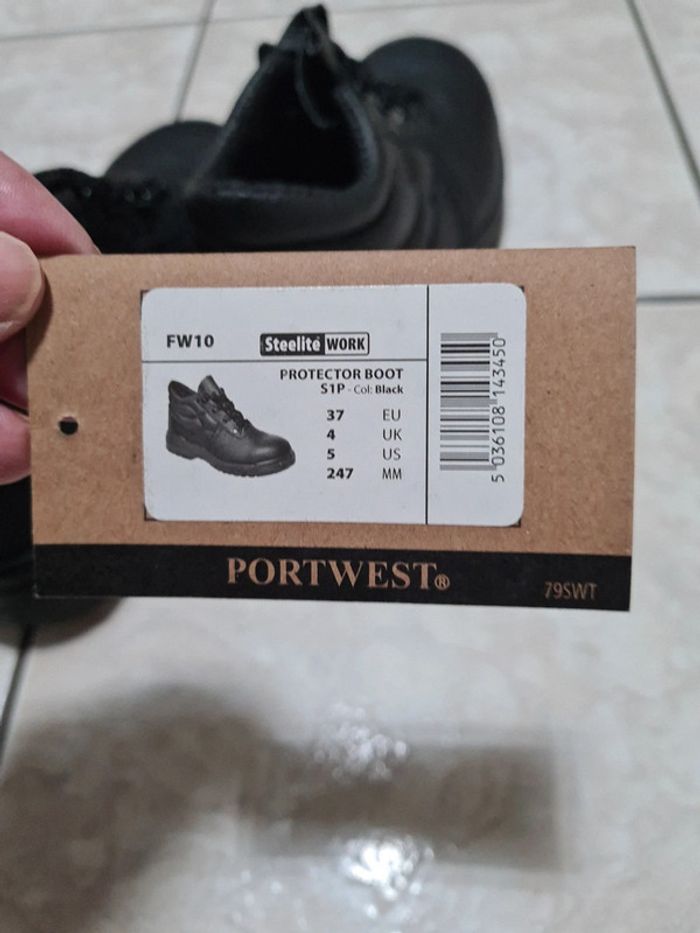 FW10
Steelite WORK
PROTECTOR BOOT
S1P - Col: Black
37 EU
4 UK
5 US
247 MM
5 036108 143450
PORTWEST®
79SWT